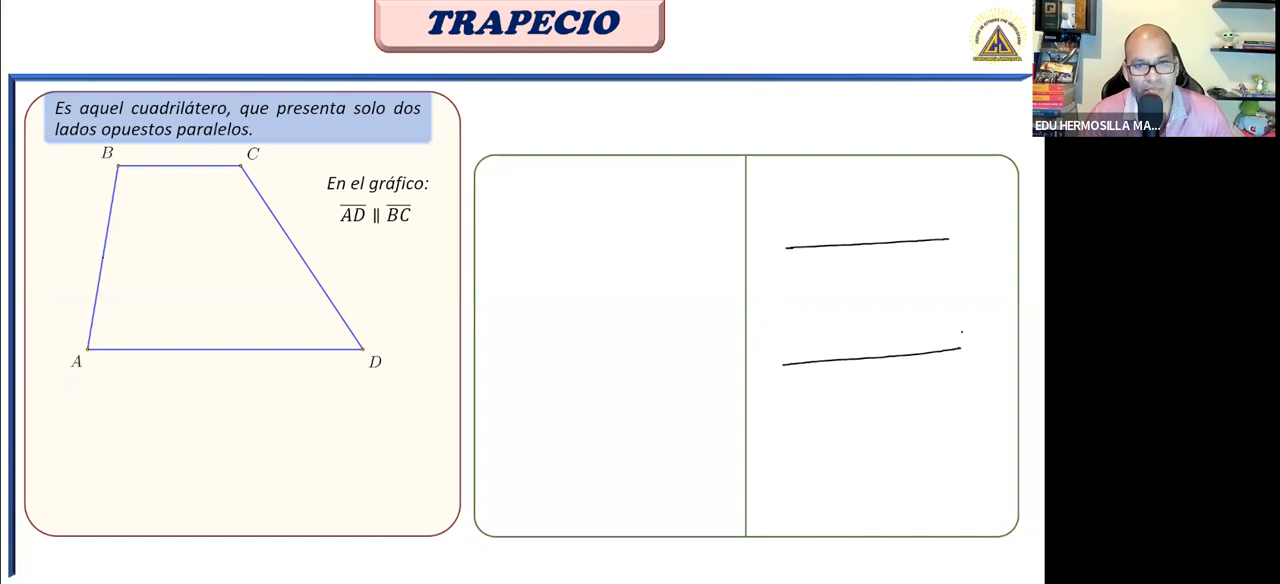 TRAPECIO
Es aquel cuadrilátero, que presenta solo dos
lados opuestos paralelos.
B
C
En el gráfico:
AD ∥ BC
A
D
EDU HERMOSILLA MA...